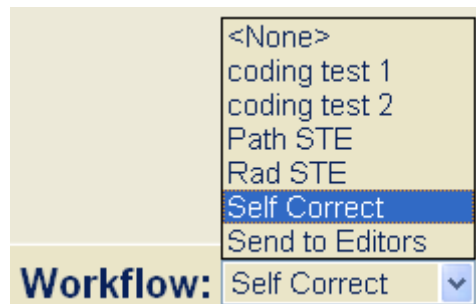 <None>
coding test 1
coding test 2
Path STE
Rad STE
Self Correct
Send to Editors
Workflow: Self Correct